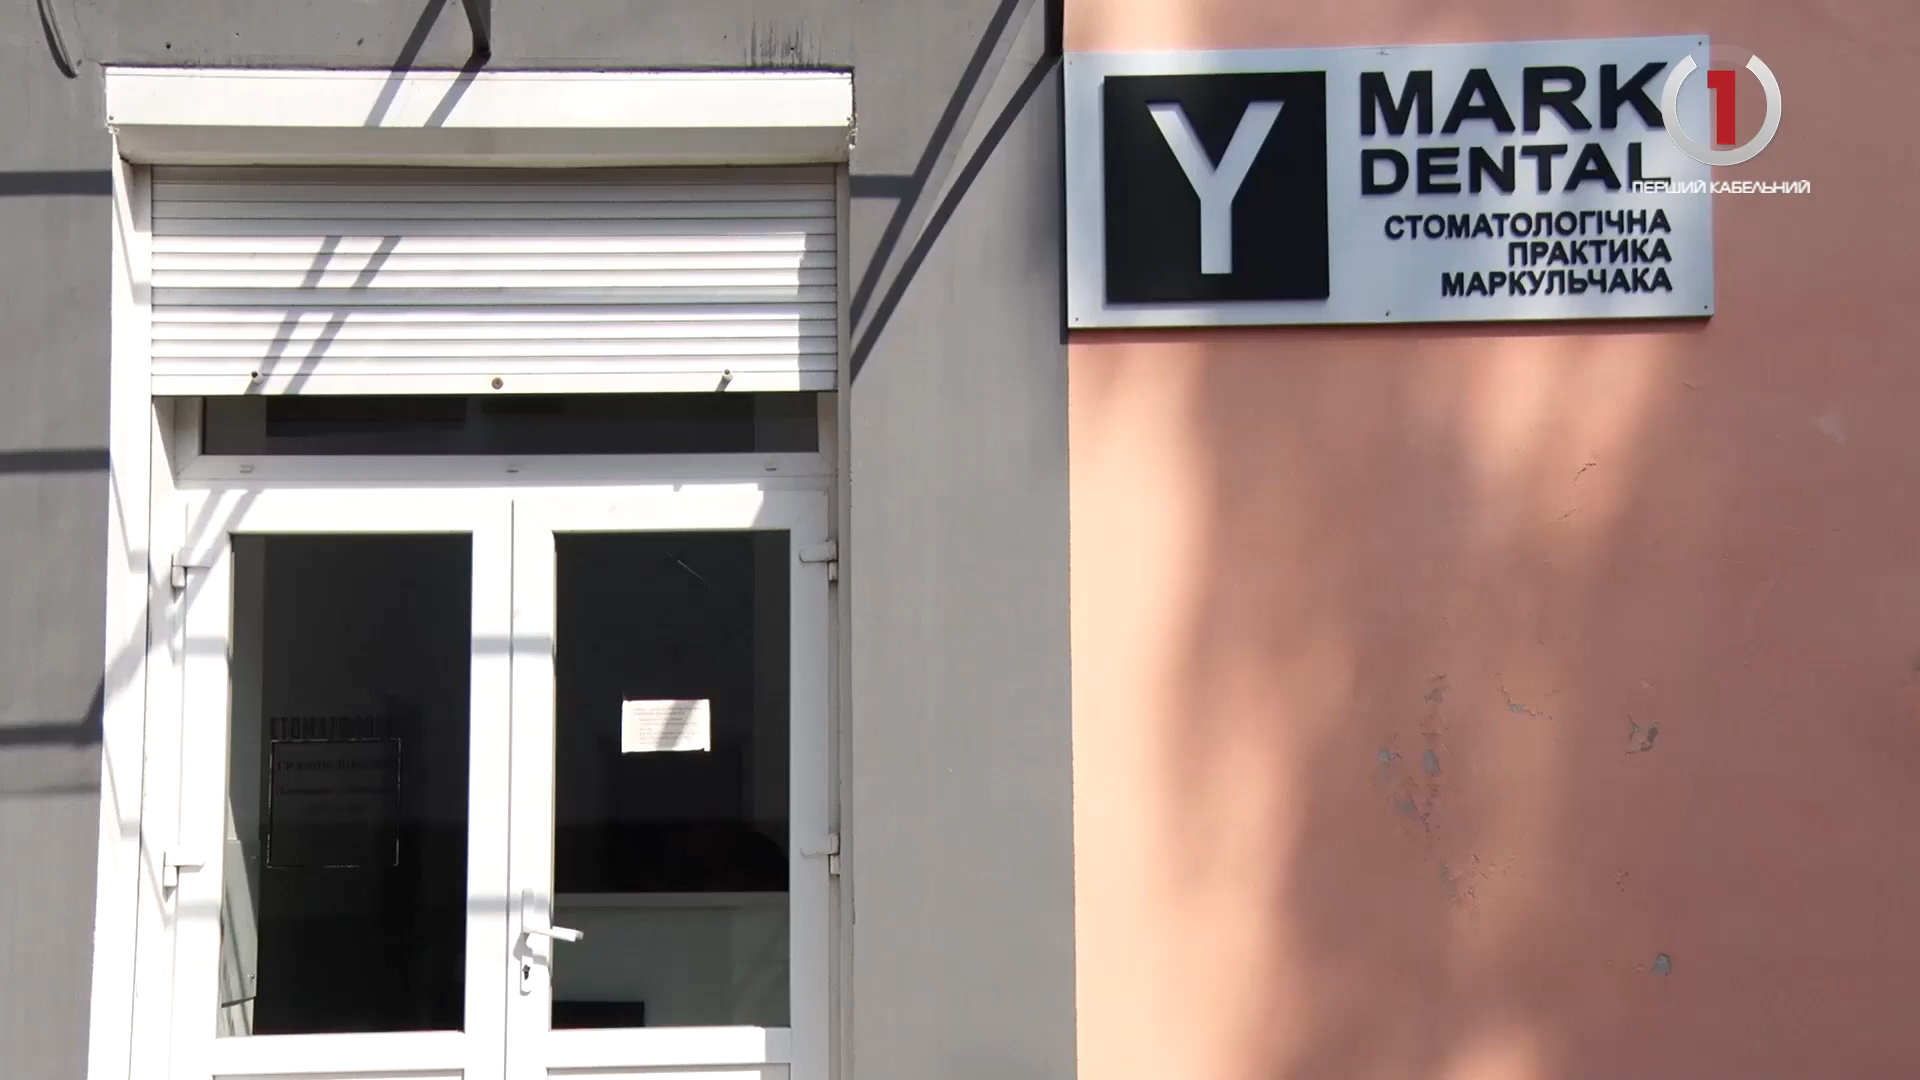 Y
MARK
DENTAL
СТОМАТОЛОГІЧНА
ПРАКТИКА
МАРКУЛЬЧАКА
1
ПЕРШИЙ КАБЕЛЬНИЙ